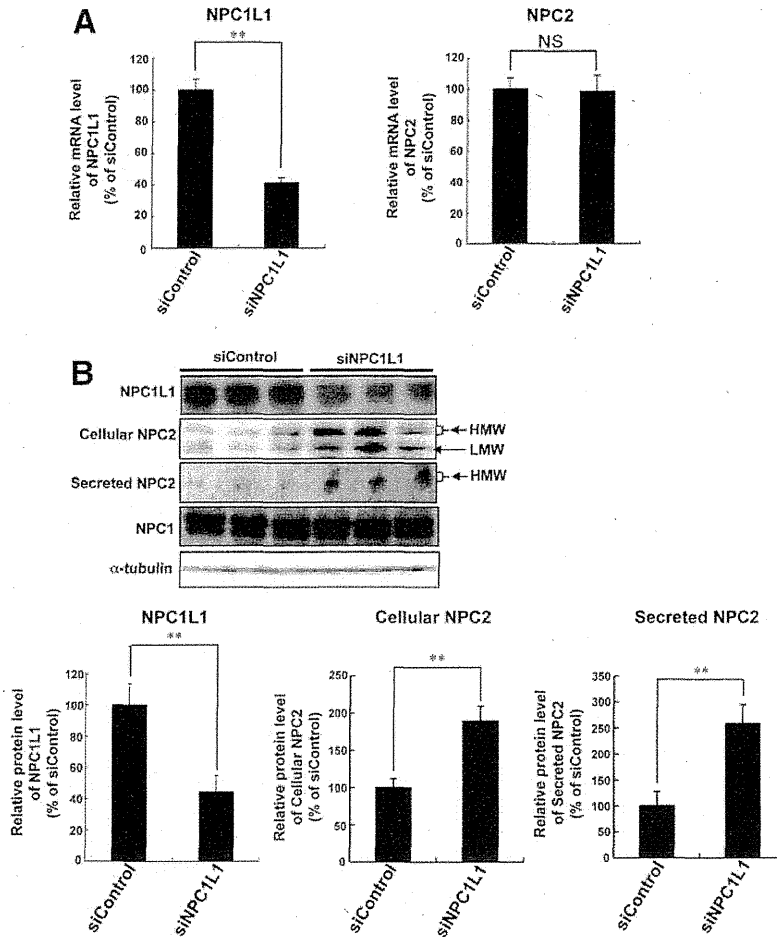 A
NPC1L1
**
Relative mRNA level
of NPC1L1
(% of siControl)
120
100
80
60
40
20
0
siControl
siNPC1L1
NPC2
NS
Relative mRNA level
of NPC2
(% of siControl)
120
100
80
60
40
20
0
siControl
siNPC1L1
B
siControl
siNPC1L1
NPC1L1
Cellular NPC2
HMW
LMW
Secreted NPC2
HMW
NPC1
α-tubulin
NPC1L1
**
Relative protein level
of NPC1L1
(% of siControl)
120
100
80
60
40
20
0
siControl
siNPC1L1
Cellular NPC2
**
Relative protein level
of Cellular NPC2
(% of siControl)
250
200
150
100
50
0
siControl
siNPC1L1
Secreted NPC2
**
Relative protein level
of Secreted NPC2
(% of siControl)
350
300
250
200
150
100
50
0
siControl
siNPC1L1